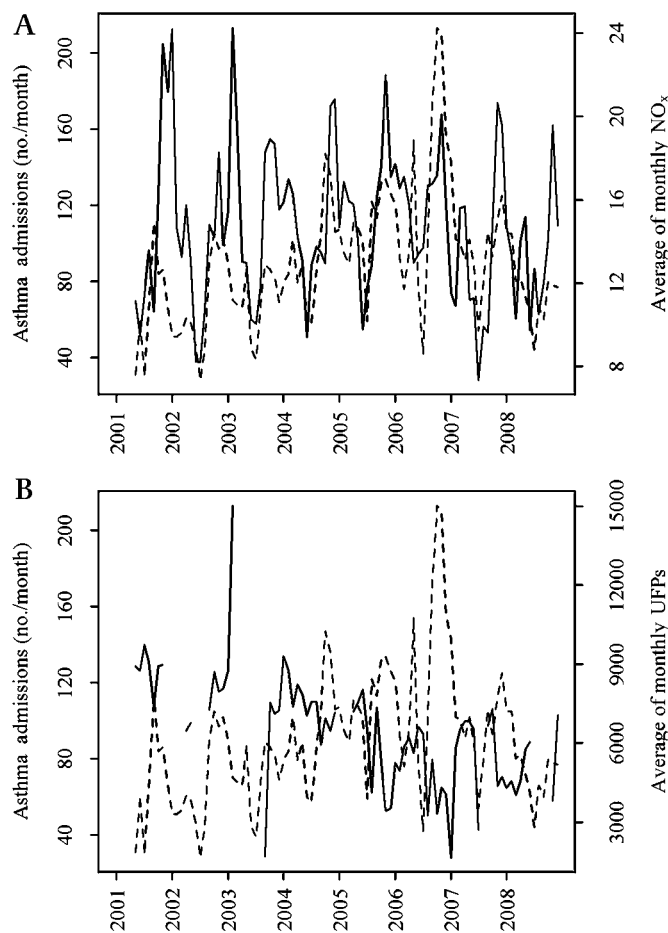 A
Asthma admissions (no./month)
200
160
120
80
40
24
20
16
12
8
Average of monthly NOx
2001 2002 2003 2004 2005 2006 2007 2008
B
Asthma admissions (no./month)
200
160
120
80
40
15000
12000
9000
6000
3000
Average of monthly UFPs
2001 2002 2003 2004 2005 2006 2007 2008